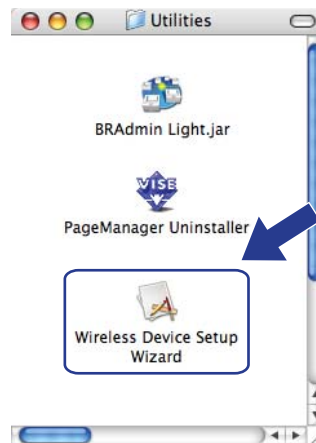 Utilities
BRAdmin Light.jar
VISE
PageManager Uninstaller
Wireless Device Setup
Wizard